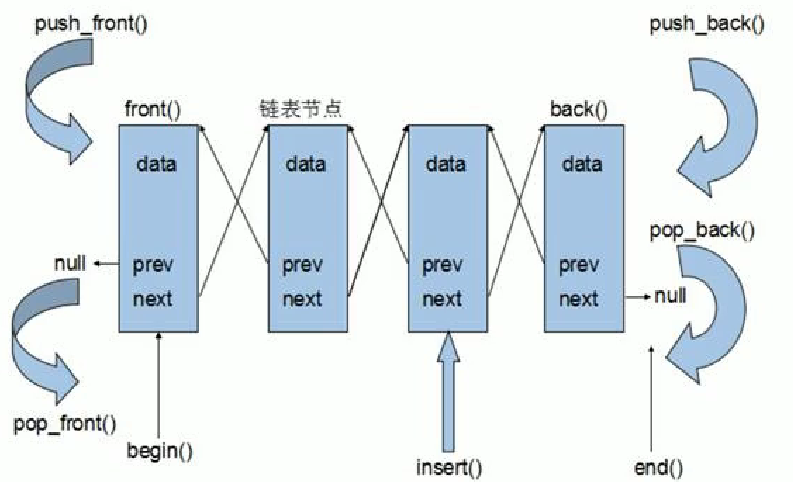 push_front()
push_back()
front()
链表节点
back()
data
data
data
data
pop_back()
null
prev
prev
prev
prev
next
next
next
next
null
pop_front()
begin()
insert()
end()